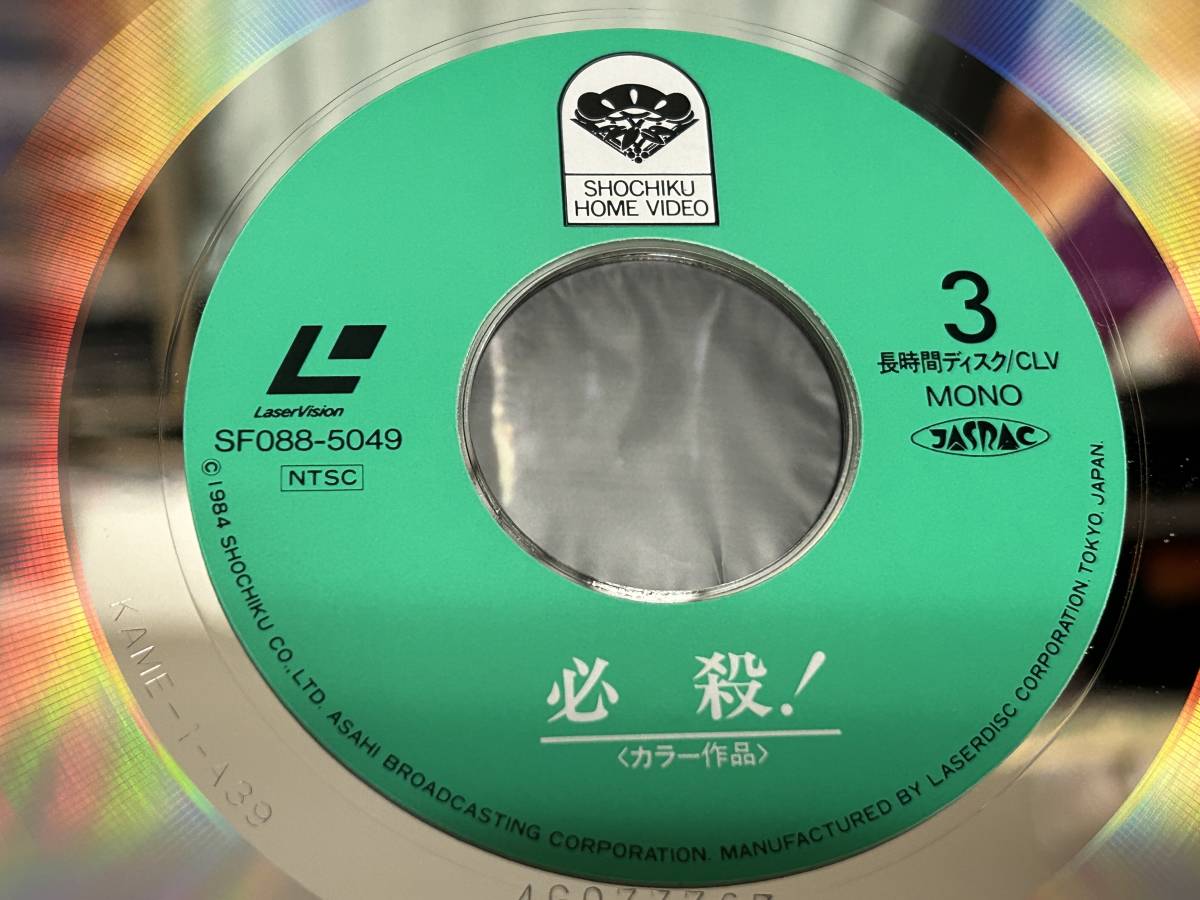 SHOCHIKU
HOME VIDEO
LaserVision
SF088-5049
NTSC
3
長時間ディスク/CLV
MONO
JASRAC
必殺!
〈カラー作品〉
©1984 SHOCHIKU CO.,LTD. ASAHI BROADCASTING CORPORATION. MANUFACTURED BY LASERDISC CORPORATION. TOKYO. JAPAN.
KAME-1-A39